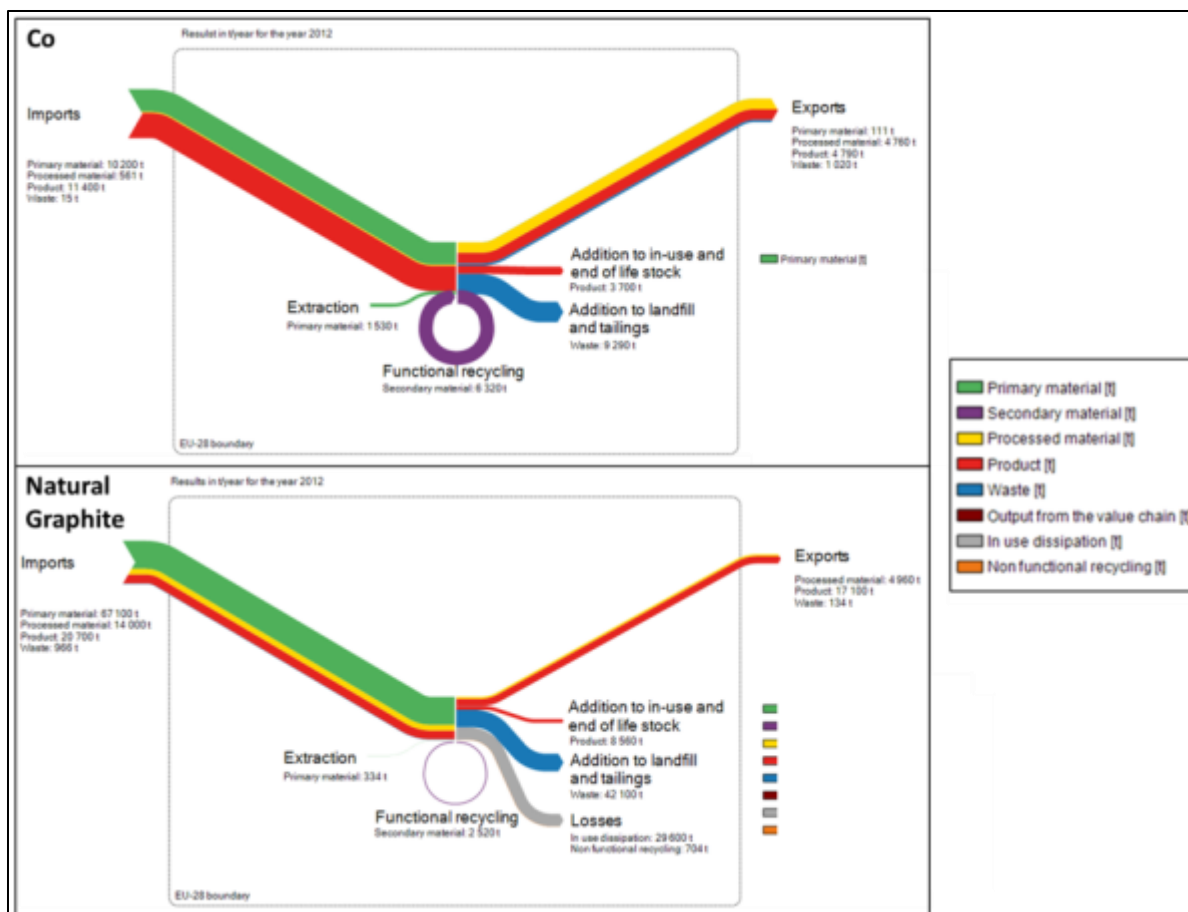 Co
Resulst in t/year for the year 2012
Imports
Primary material: 10 200 t
Processed material: 561 t
Product: 11 400 t
Waste: 15 t
Exports
Primary material: 111 t
Processed material: 4 760 t
Product: 4 790 t
Waste: 1 020 t
Addition to in-use and
end of life stock
Product: 3 700 t
Primary material [t]
Extraction
Primary material: 1 530 t
Addition to landfill
and tailings
Waste: 9 290 t
Functional recycling
Secondary material: 6 320 t
EU-28 boundary
Natural
Graphite
Results in t/year for the year 2012
Imports
Primary material: 67 100 t
Processed material: 14 000 t
Product: 20 700 t
Waste: 966 t
Exports
Processed material: 4 960 t
Product: 17 100 t
Waste: 134 t
Addition to in-use and
end of life stock
Product: 8 560 t
Extraction
Primary material: 334 t
Addition to landfill
and tailings
Waste: 42 100 t
Functional recycling
Secondary material: 2 520 t
Losses
In use dissipation: 29 600 t
Non functional recycling: 704 t
EU-28 boundary
Primary material [t]
Secondary material [t]
Processed material [t]
Product [t]
Waste [t]
Output from the value chain [t]
In use dissipation [t]
Non functional recycling [t]